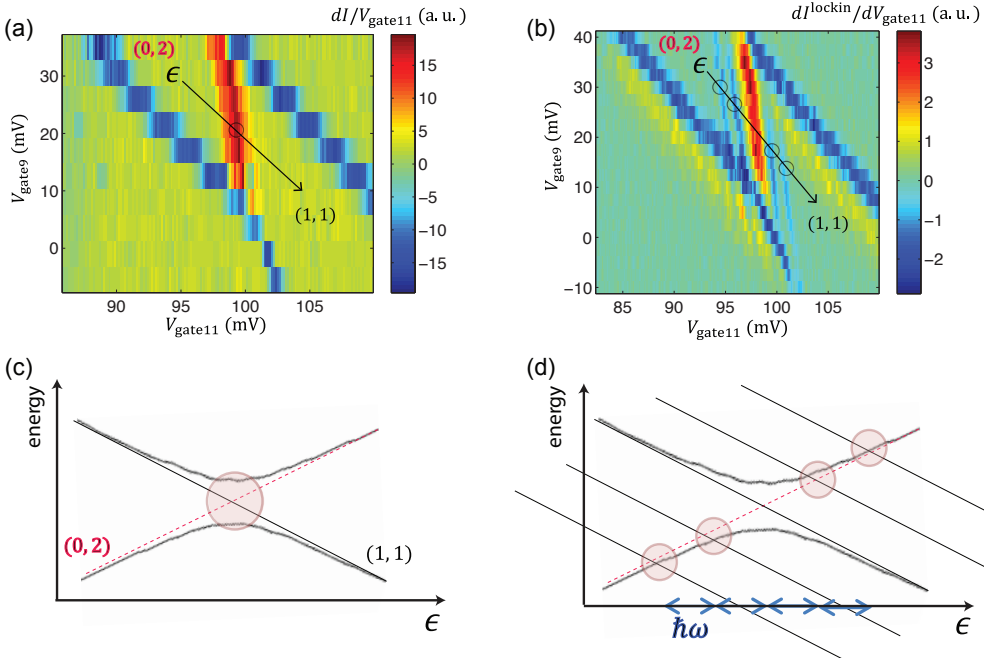 (a)
dI/V_gate11 (a. u.)
(0, 2)
ϵ
(1, 1)
30
20
10
0
V_gate9 (mV)
90
95
100
105
V_gate11 (mV)
15
10
5
0
−5
−10
−15
(b)
dI^lockin/dV_gate11 (a. u.)
(0, 2)
ϵ
(1, 1)
40
30
20
10
0
−10
V_gate9 (mV)
85
90
95
100
105
V_gate11 (mV)
3
2
1
0
−1
−2
(c)
energy
(0, 2)
(1, 1)
ϵ
(d)
energy
ħω
ϵ